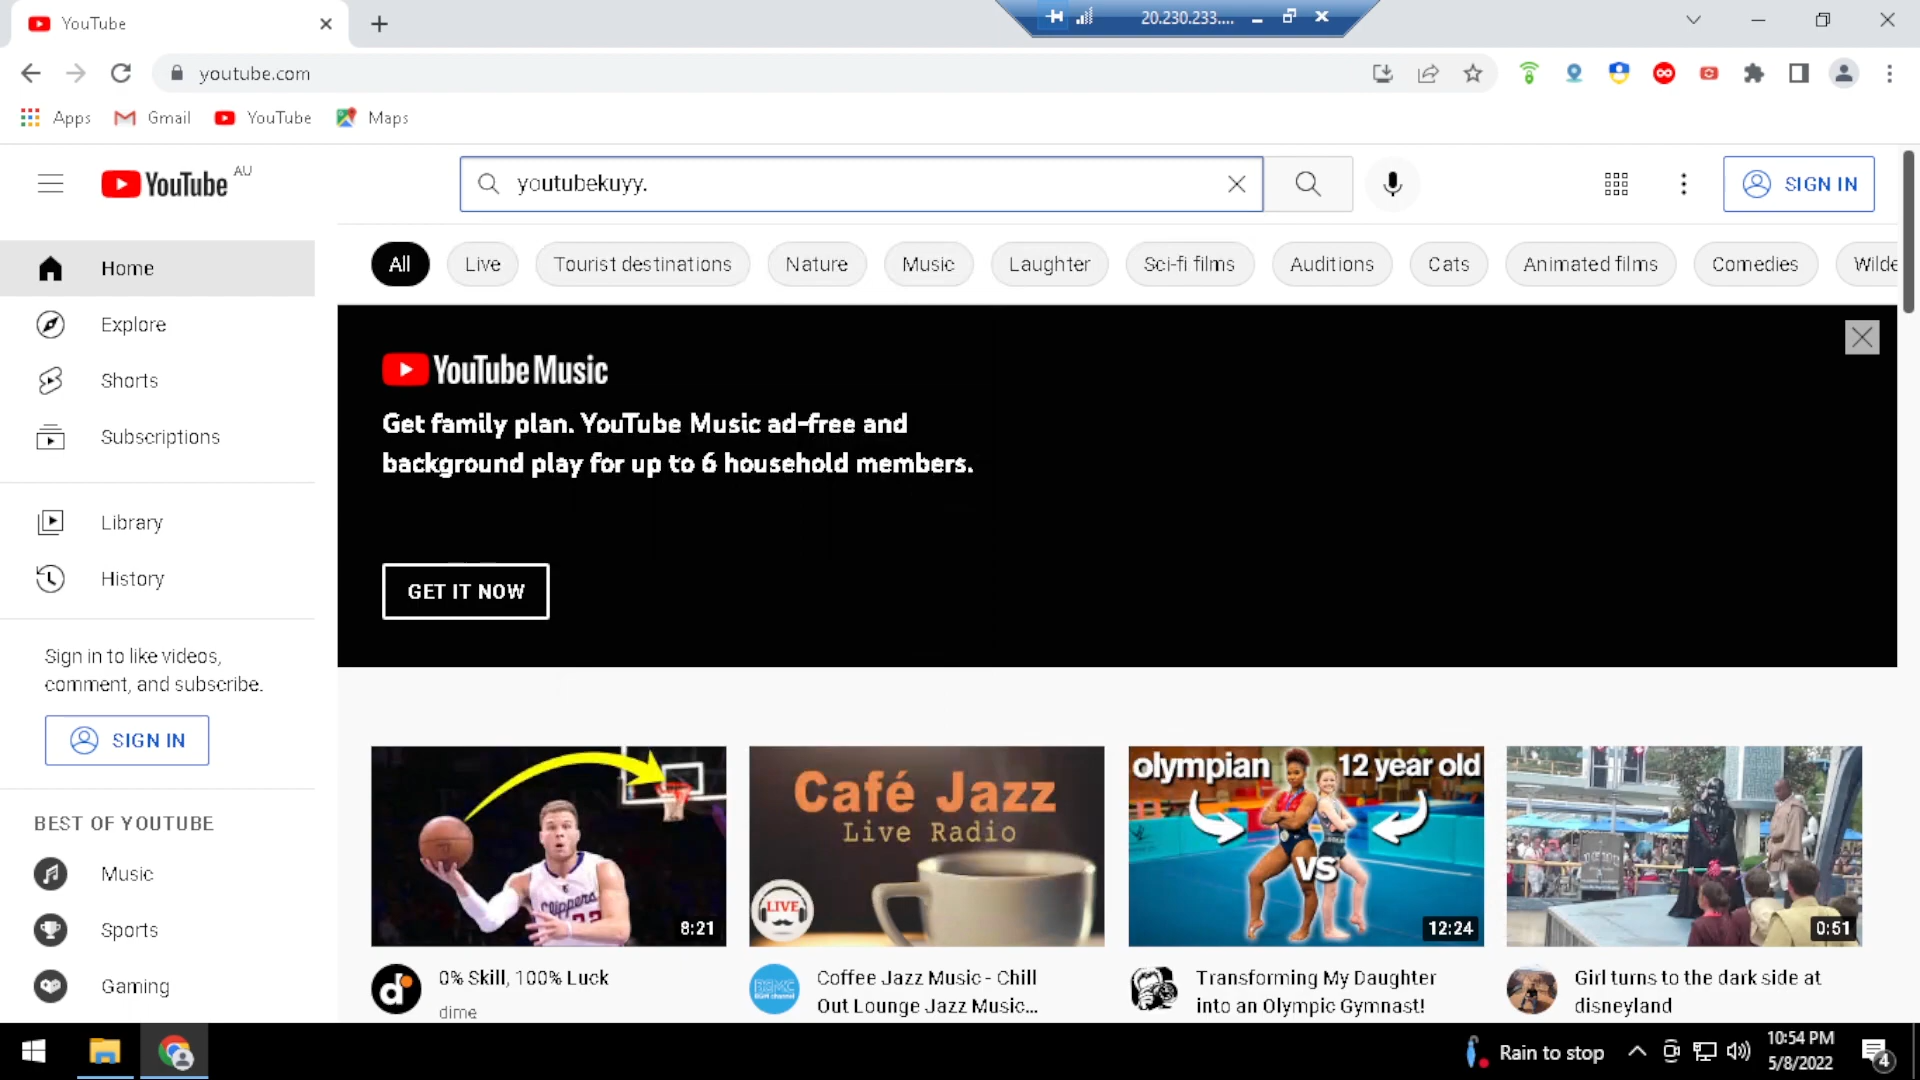 YouTube
20.230.233....
youtube.com
Apps
Gmail
YouTube
Maps
YouTube AU
youtubekuyy.
SIGN IN
Home
Explore
Shorts
Subscriptions
Library
History
Sign in to like videos,
comment, and subscribe.
SIGN IN
BEST OF YOUTUBE
Music
Sports
Gaming
All
Live
Tourist destinations
Nature
Music
Laughter
Sci-fi films
Auditions
Cats
Animated films
Comedies
Wilde
YouTube Music
Get family plan. YouTube Music ad-free and
background play for up to 6 household members.
GET IT NOW
Clippers
8:21
0% Skill, 100% Luck
dime
Café Jazz
Live Radio
LIVE
BGM channel
Coffee Jazz Music - Chill
Out Lounge Jazz Music...
olympian
12 year old
VS
12:24
Transforming My Daughter
into an Olympic Gymnast!
0:51
Girl turns to the dark side at
disneyland
Rain to stop
10:54 PM
5/8/2022
4